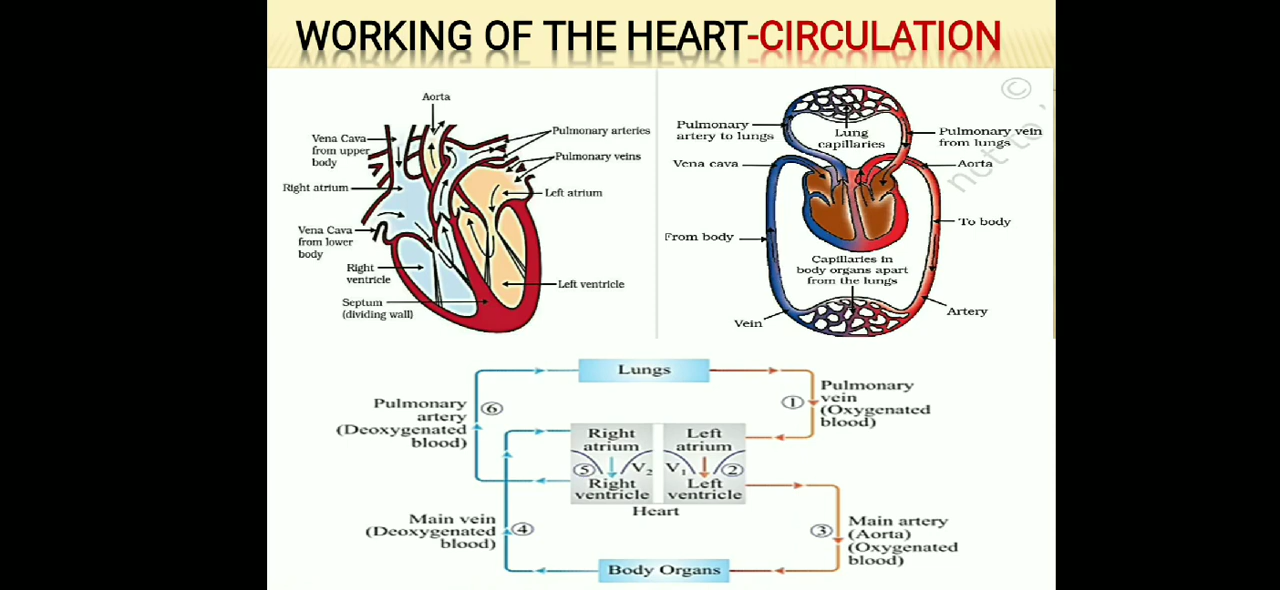 WORKING OF THE HEART-CIRCULATION
Aorta
Vena Cava
from upper
body
Right atrium
Vena Cava
from lower
body
Right
ventricle
Septum
(dividing wall)
Pulmonary arteries
Pulmonary veins
Left atrium
Left ventricle
Pulmonary
artery to lungs
Lung
capillaries
Pulmonary vein
from lungs
Vena cava
Aorta
From body
To body
Capillaries in
body organs apart
from the lungs
Vein
Artery
©
not to
Lungs
Pulmonary
artery
(Deoxygenated
blood)
6
1
Pulmonary
vein
(Oxygenated
blood)
Right
atrium
Left
atrium
5
V2
V1
2
Right
ventricle
Left
ventricle
Heart
Main vein
(Deoxygenated
blood)
4
3
Main artery
(Aorta)
(Oxygenated
blood)
Body Organs